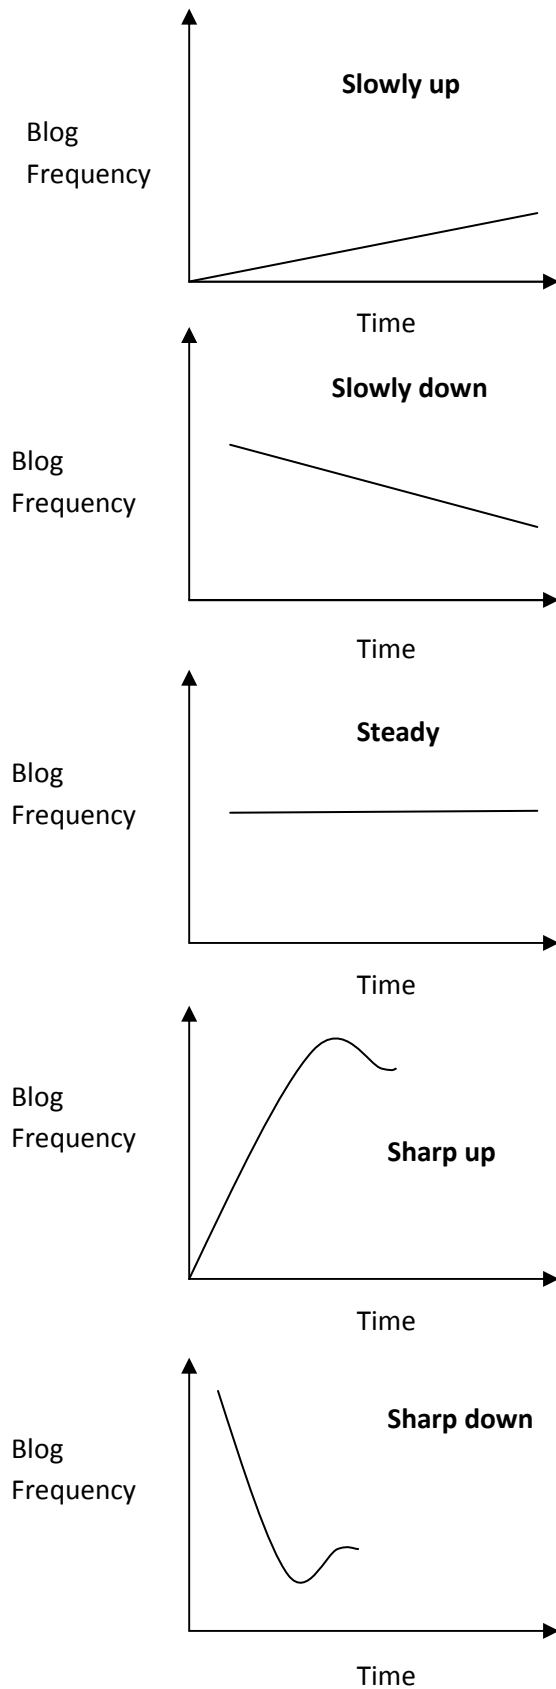 Slowly up
Blog
Frequency
Time
Slowly down
Blog
Frequency
Time
Steady
Blog
Frequency
Time
Blog
Frequency
Sharp up
Time
Sharp down
Blog
Frequency
Time